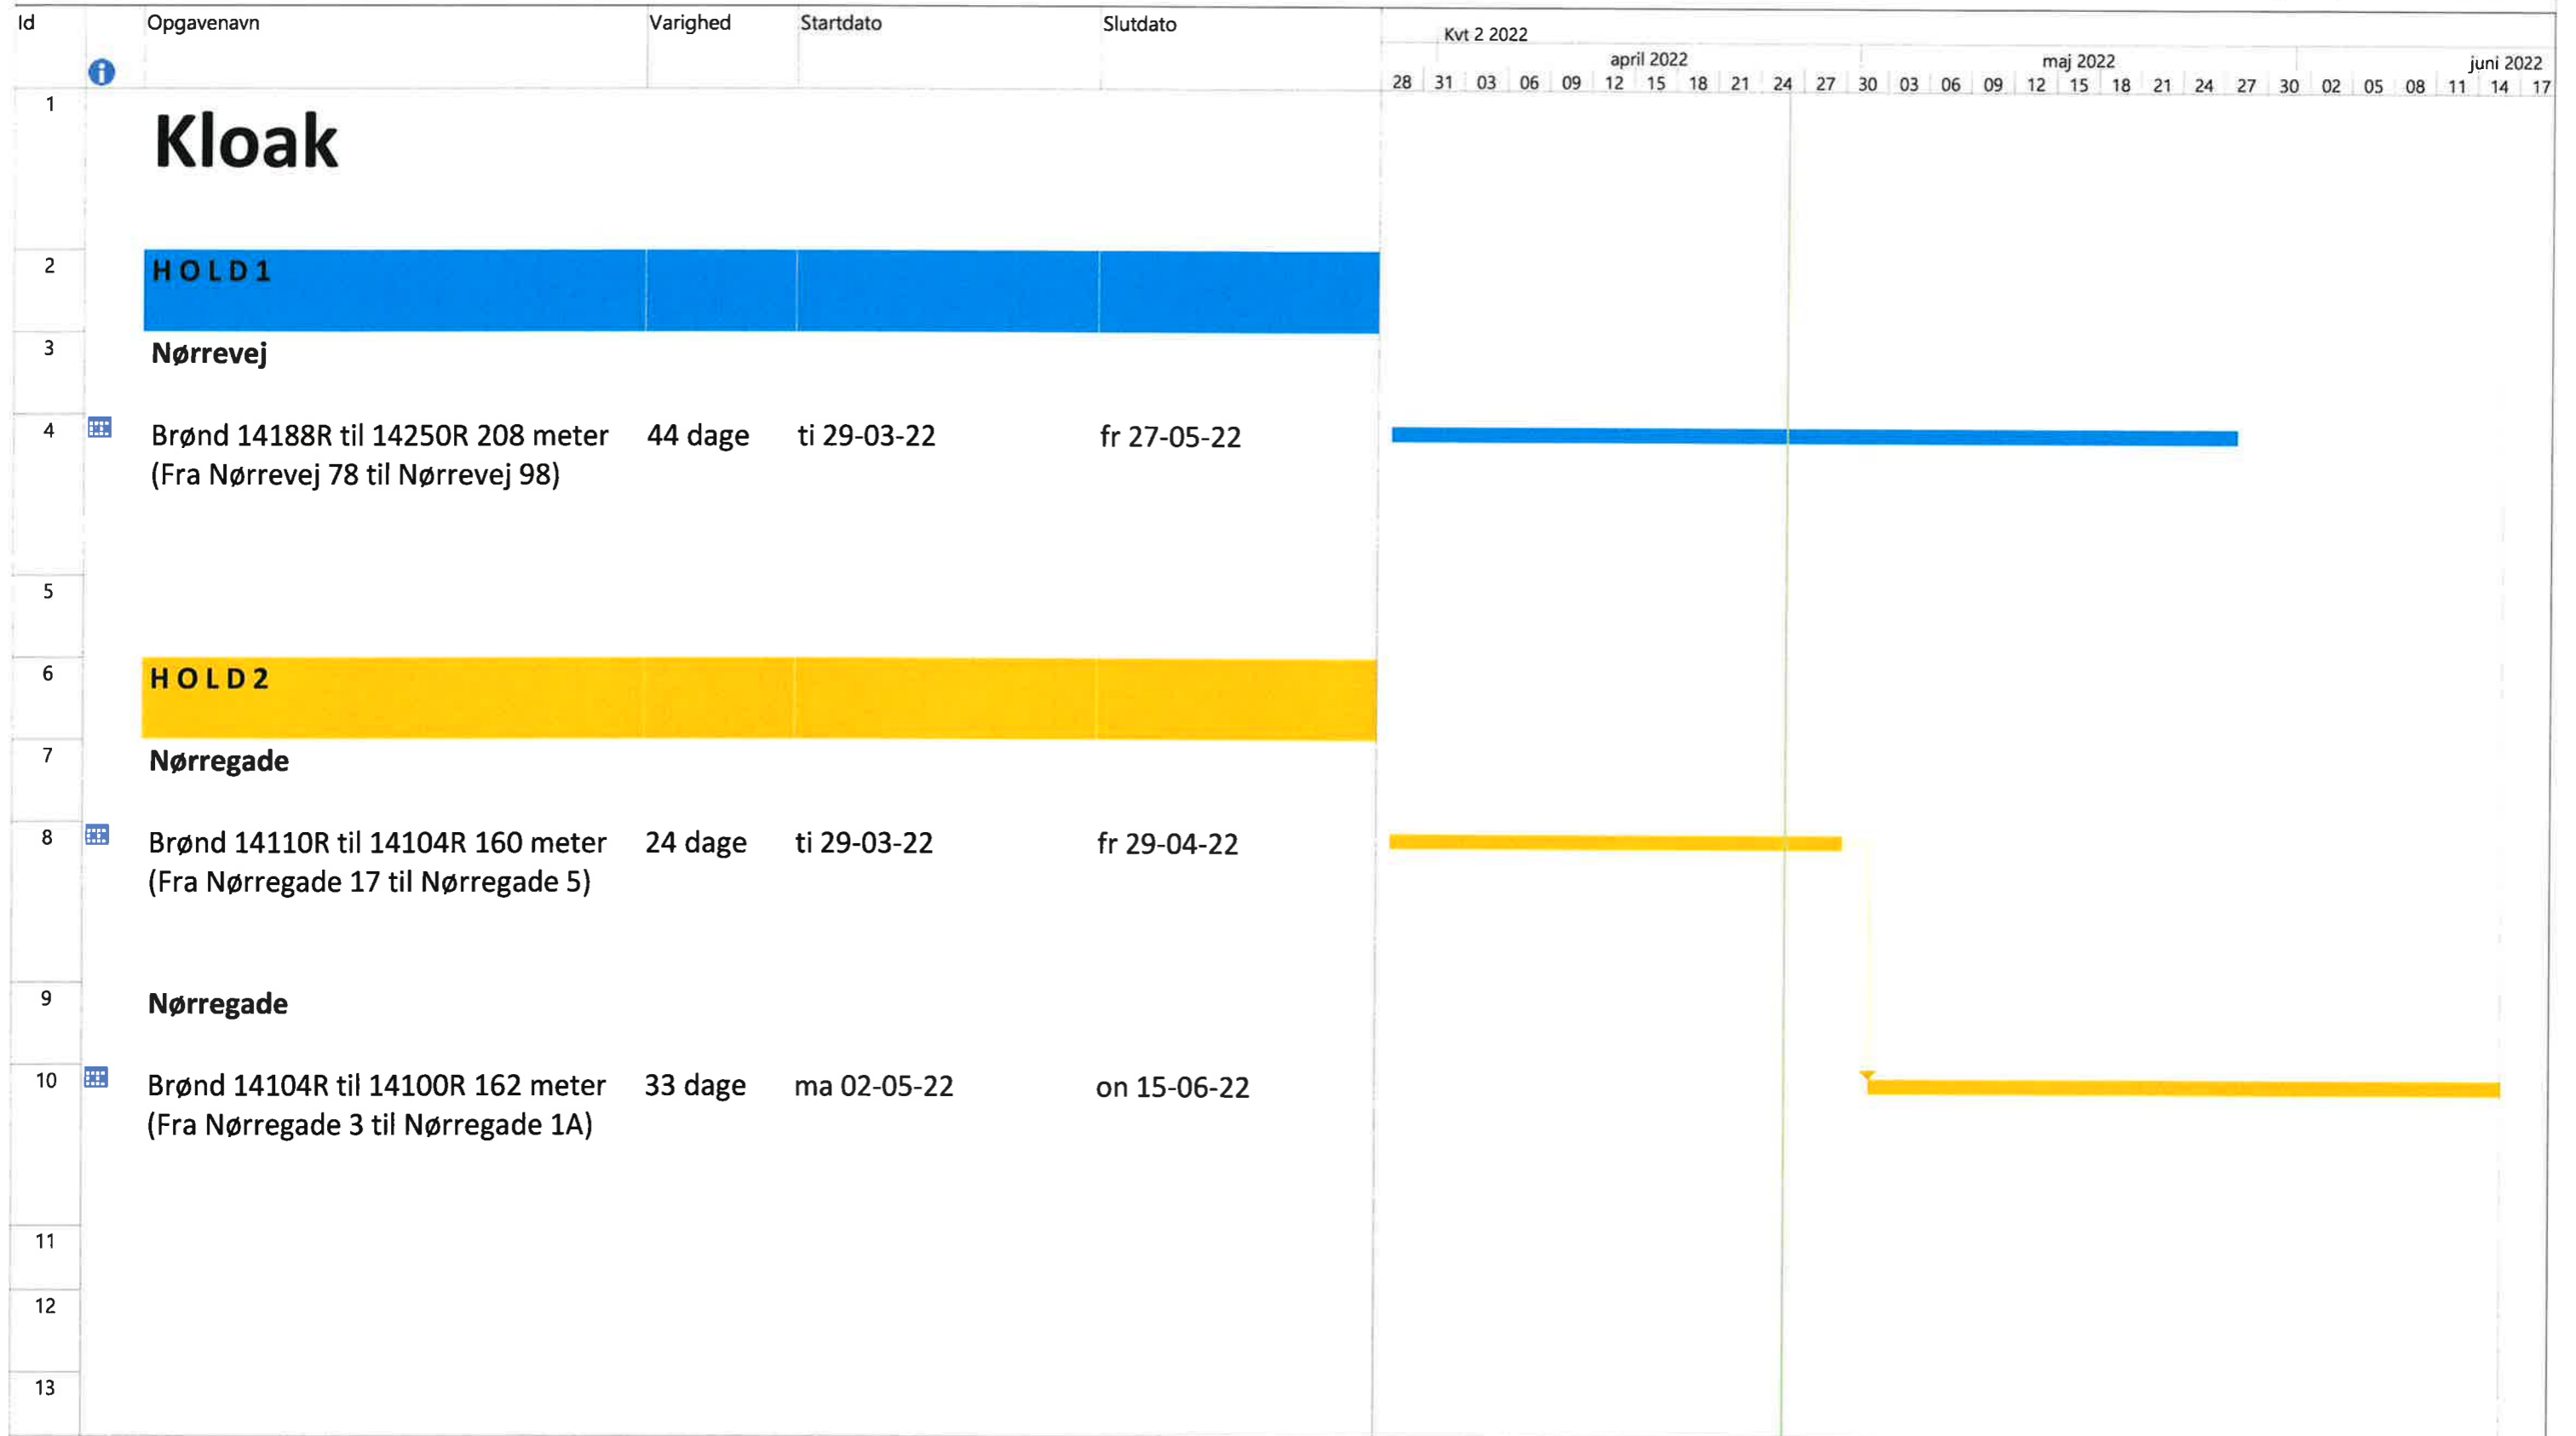 Id Opgavenavn Varighed Startdato Slutdato
Kvt 2 2022
april 2022 maj 2022 juni 2022
28 31 03 06 09 12 15 18 21 24 27 30 03 06 09 12 15 18 21 24 27 30 02 05 08 11 14 17
1
Kloak
2 HOLD1
3 Nørrevej
4 Brønd 14188R til 14250R 208 meter 44 dage ti 29-03-22 fr 27-05-22
(Fra Nørrevej 78 til Nørrevej 98)
5
6 HOLD2
7 Nørregade
8 Brønd 14110R til 14104R 160 meter 24 dage ti 29-03-22 fr 29-04-22
(Fra Nørregade 17 til Nørregade 5)
9 Nørregade
10 Brønd 14104R til 14100R 162 meter 33 dage ma 02-05-22 on 15-06-22
(Fra Nørregade 3 til Nørregade 1A)
11
12
13